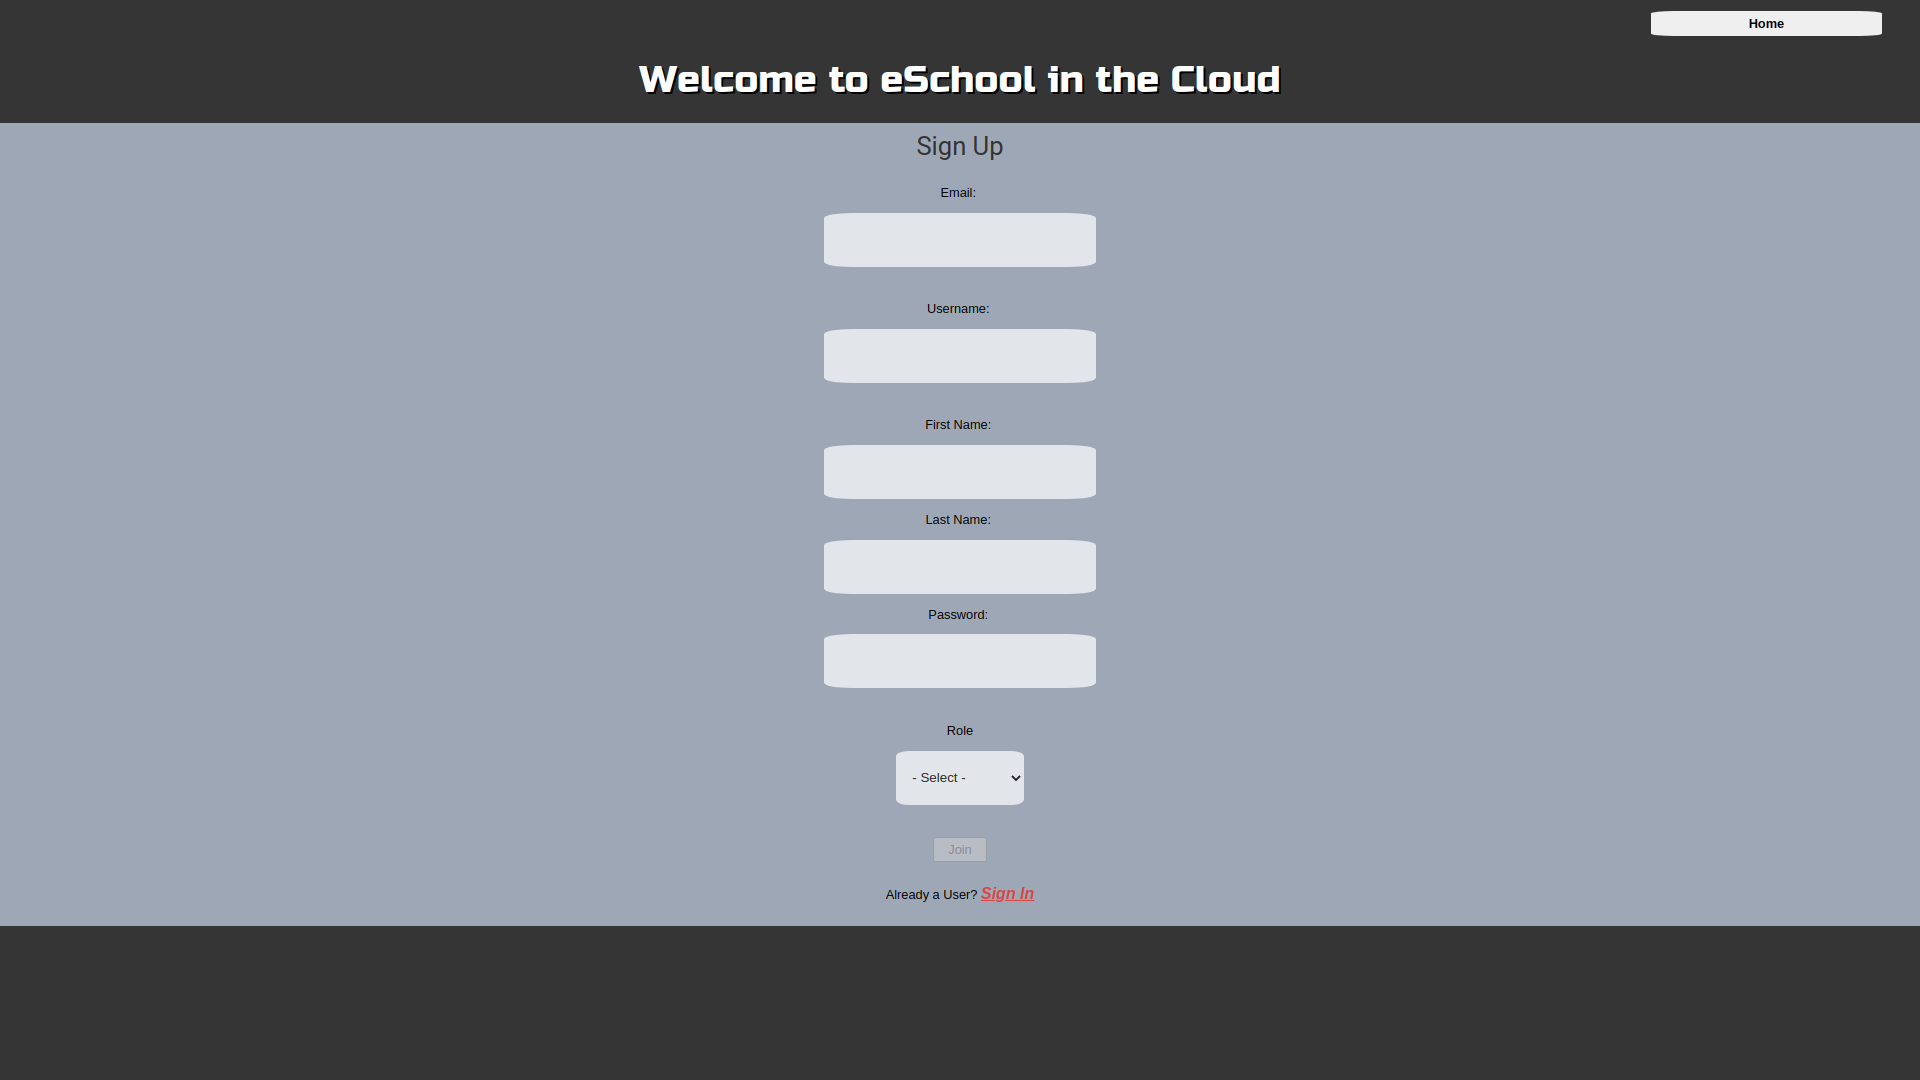 Home
Welcome to eSchool in the Cloud
Sign Up
Email:
Username:
First Name:
Last Name:
Password:
Role
- Select -
Join
Already a User? Sign In